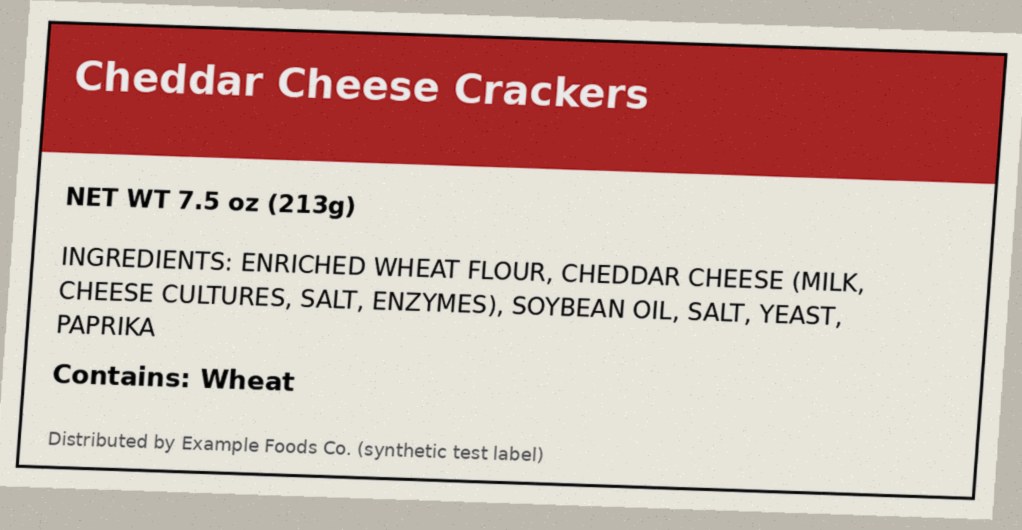 Cheddar Cheese Crackers
NET WT 7.5 oz (213g)
INGREDIENTS: ENRICHED WHEAT FLOUR, CHEDDAR CHEESE (MILK,
CHEESE CULTURES, SALT, ENZYMES), SOYBEAN OIL, SALT, YEAST,
PAPRIKA
Contains: Wheat
Distributed by Example Foods Co. (synthetic test label)